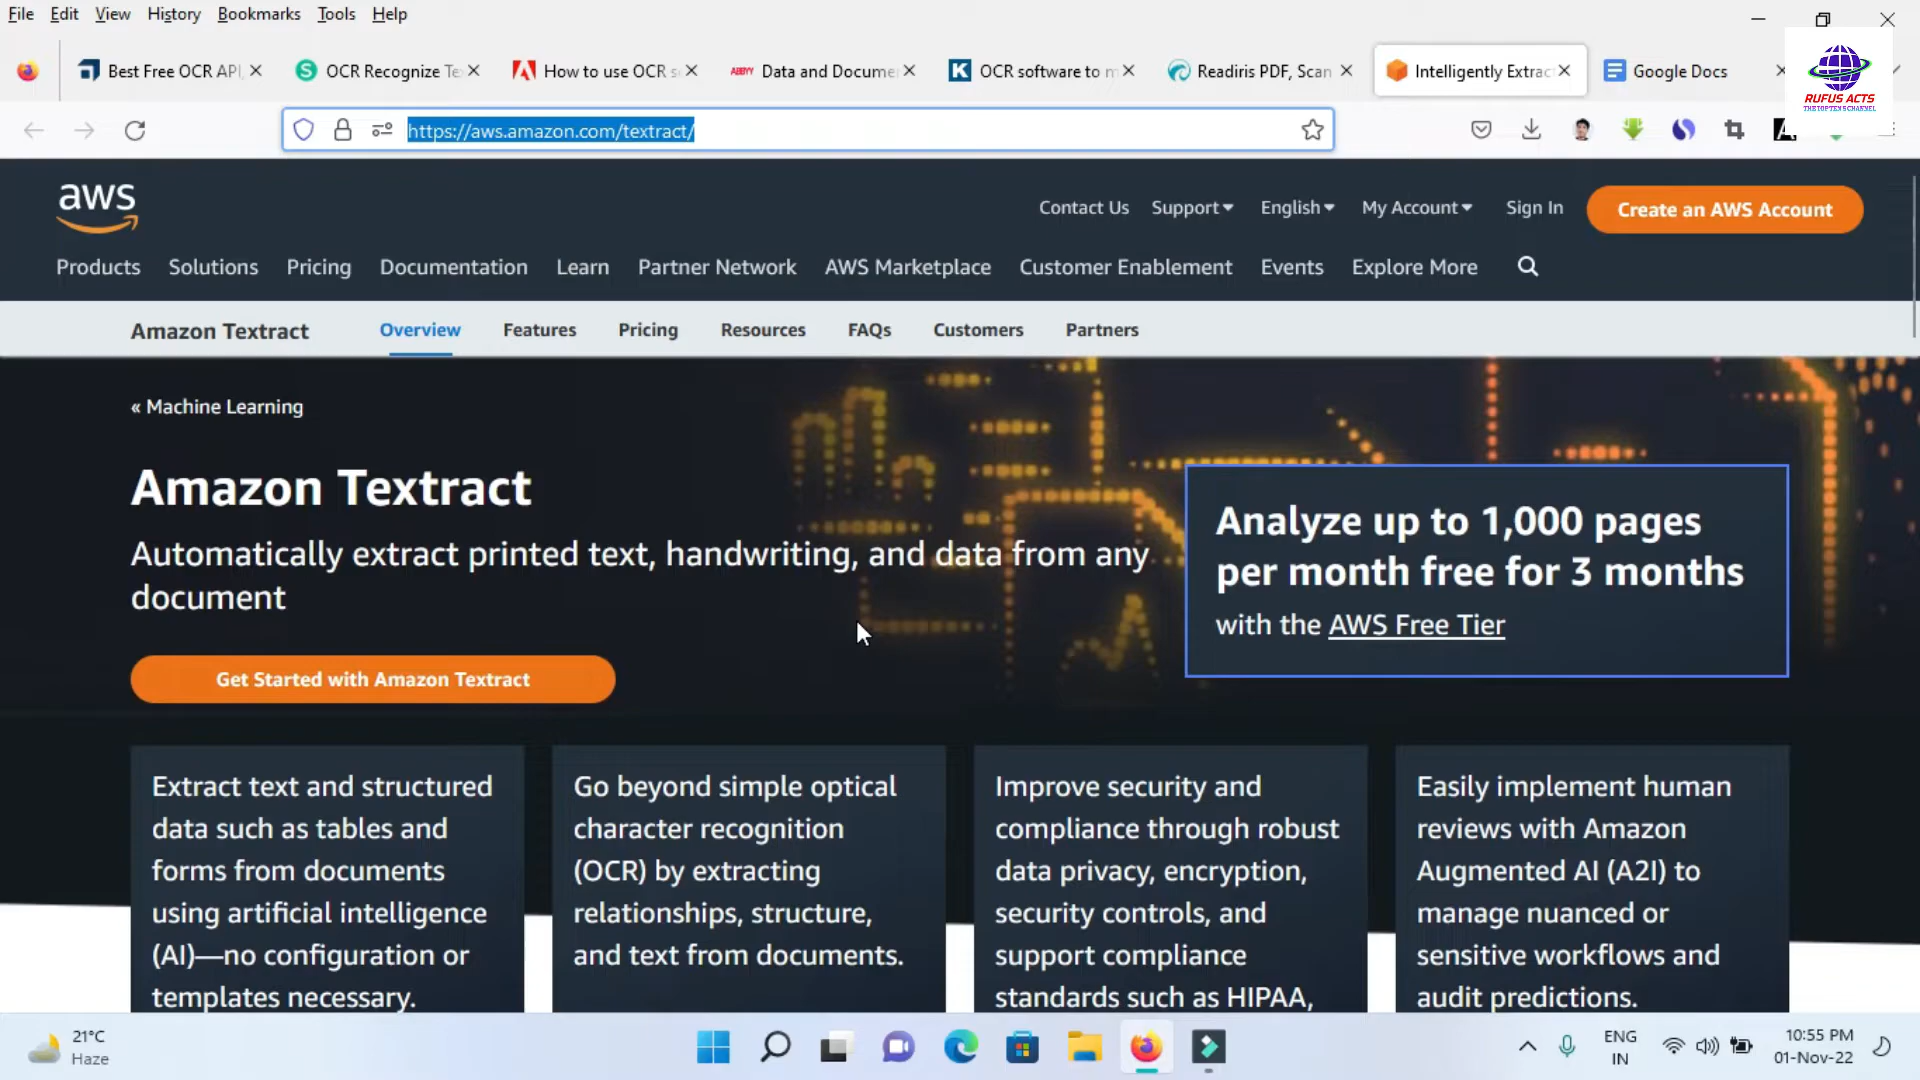 File Edit View History Bookmarks Tools Help
Best Free OCR API,
OCR Recognize Te
How to use OCR s
ABBYY Data and Docume
OCR software to m
Readiris PDF, Scan
Intelligently Extrac
Google Docs
RUFUS ACTS
THE TOP TENS CHANNEL
https://aws.amazon.com/textract/
aws
Contact Us Support English My Account Sign In Create an AWS Account
Products Solutions Pricing Documentation Learn Partner Network AWS Marketplace Customer Enablement Events Explore More
Amazon Textract Overview Features Pricing Resources FAQs Customers Partners
« Machine Learning
Amazon Textract
Automatically extract printed text, handwriting, and data from any
document
Get Started with Amazon Textract
Analyze up to 1,000 pages
per month free for 3 months
with the AWS Free Tier
Extract text and structured
data such as tables and
forms from documents
using artificial intelligence
(AI)—no configuration or
templates necessary.
Go beyond simple optical
character recognition
(OCR) by extracting
relationships, structure,
and text from documents.
Improve security and
compliance through robust
data privacy, encryption,
security controls, and
support compliance
standards such as HIPAA,
Easily implement human
reviews with Amazon
Augmented AI (A2I) to
manage nuanced or
sensitive workflows and
audit predictions.
21°C
Haze
ENG
IN
10:55 PM
01-Nov-22